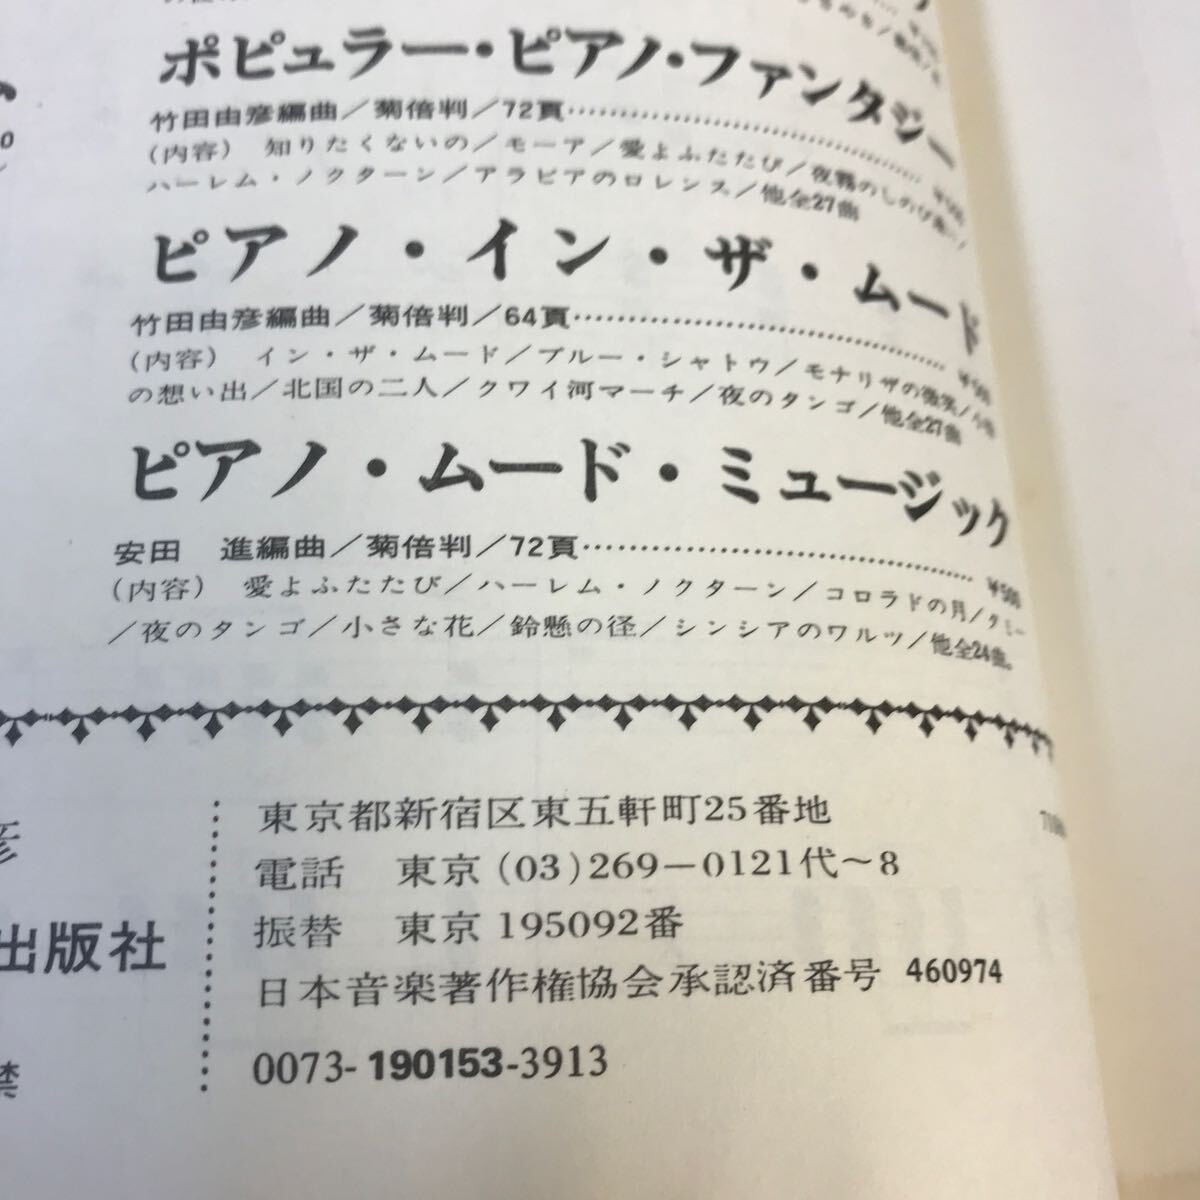 ポピュラー・ピアノ・ファンタジー
竹田由彦編曲／菊倍判／72頁
(内容) 知りたくないの／モーア／愛よふたたび／夜霧のしのび逢い／
ハーレム・ノクターン／アラビアのロレンス／他全27曲
ピアノ・イン・ザ・ムード
竹田由彦編曲／菊倍判／64頁
(内容) イン・ザ・ムード／ブルー・シャトウ／モナリザの微笑／
の想い出／北国の二人／クワイ河マーチ／夜のタンゴ／他全27曲
ピアノ・ムード・ミュージック
安田 進編曲／菊倍判／72頁……¥500
(内容) 愛よふたたび／ハーレム・ノクターン／コロラドの月／タミー
／夜のタンゴ／小さな花／鈴懸の径／シンシアのワルツ／他全24曲。
彦
東京都新宿区東五軒町25番地
電話 東京 (03) 269－0121代〜8
出版社
振替 東京 195092番
日本音楽著作権協会承認済番号 460974
禁
0073-190153-3913